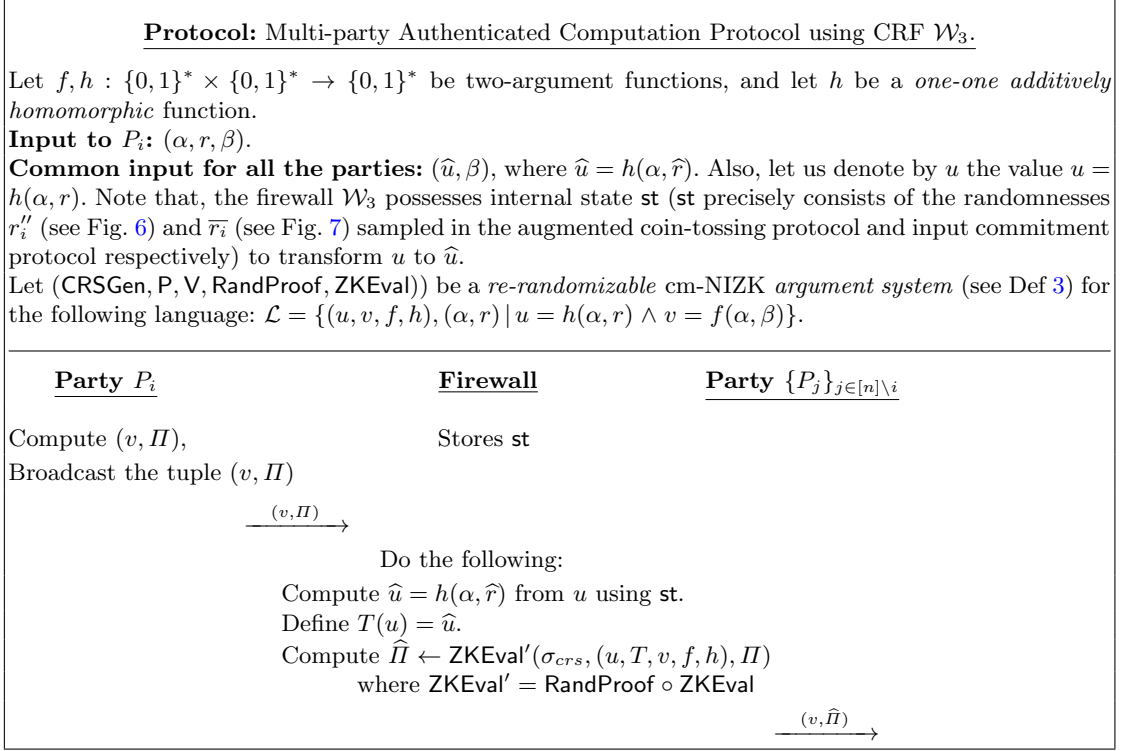 Protocol: Multi-party Authenticated Computation Protocol using CRF 𝒲₃.
Let f, h : {0, 1}* × {0, 1}* → {0, 1}* be two-argument functions, and let h be a one-one additively
homomorphic function.
Input to Pᵢ: (α, r, β).
Common input for all the parties: (û, β), where û = h(α, r̂). Also, let us denote by u the value u =
h(α, r). Note that, the firewall 𝒲₃ possesses internal state st (st precisely consists of the randomnesses
r″ᵢ (see Fig. 6) and r̅ᵢ (see Fig. 7) sampled in the augmented coin-tossing protocol and input commitment
protocol respectively) to transform u to û.
Let (CRSGen, P, V, RandProof, ZKEval)) be a re-randomizable cm-NIZK argument system (see Def 3) for
the following language: ℒ = {(u, v, f, h), (α, r) | u = h(α, r) ∧ v = f(α, β)}.
Party Pᵢ Firewall Party {Pⱼ}ⱼ∈[n]\i
Compute (v, Π), Stores st
Broadcast the tuple (v, Π)
(v,Π)
Do the following:
Compute û = h(α, r̂) from u using st.
Define T(u) = û.
Compute Π̂ ← ZKEval′(σ_crs, (u, T, v, f, h), Π)
where ZKEval′ = RandProof ∘ ZKEval
(v,Π̂)